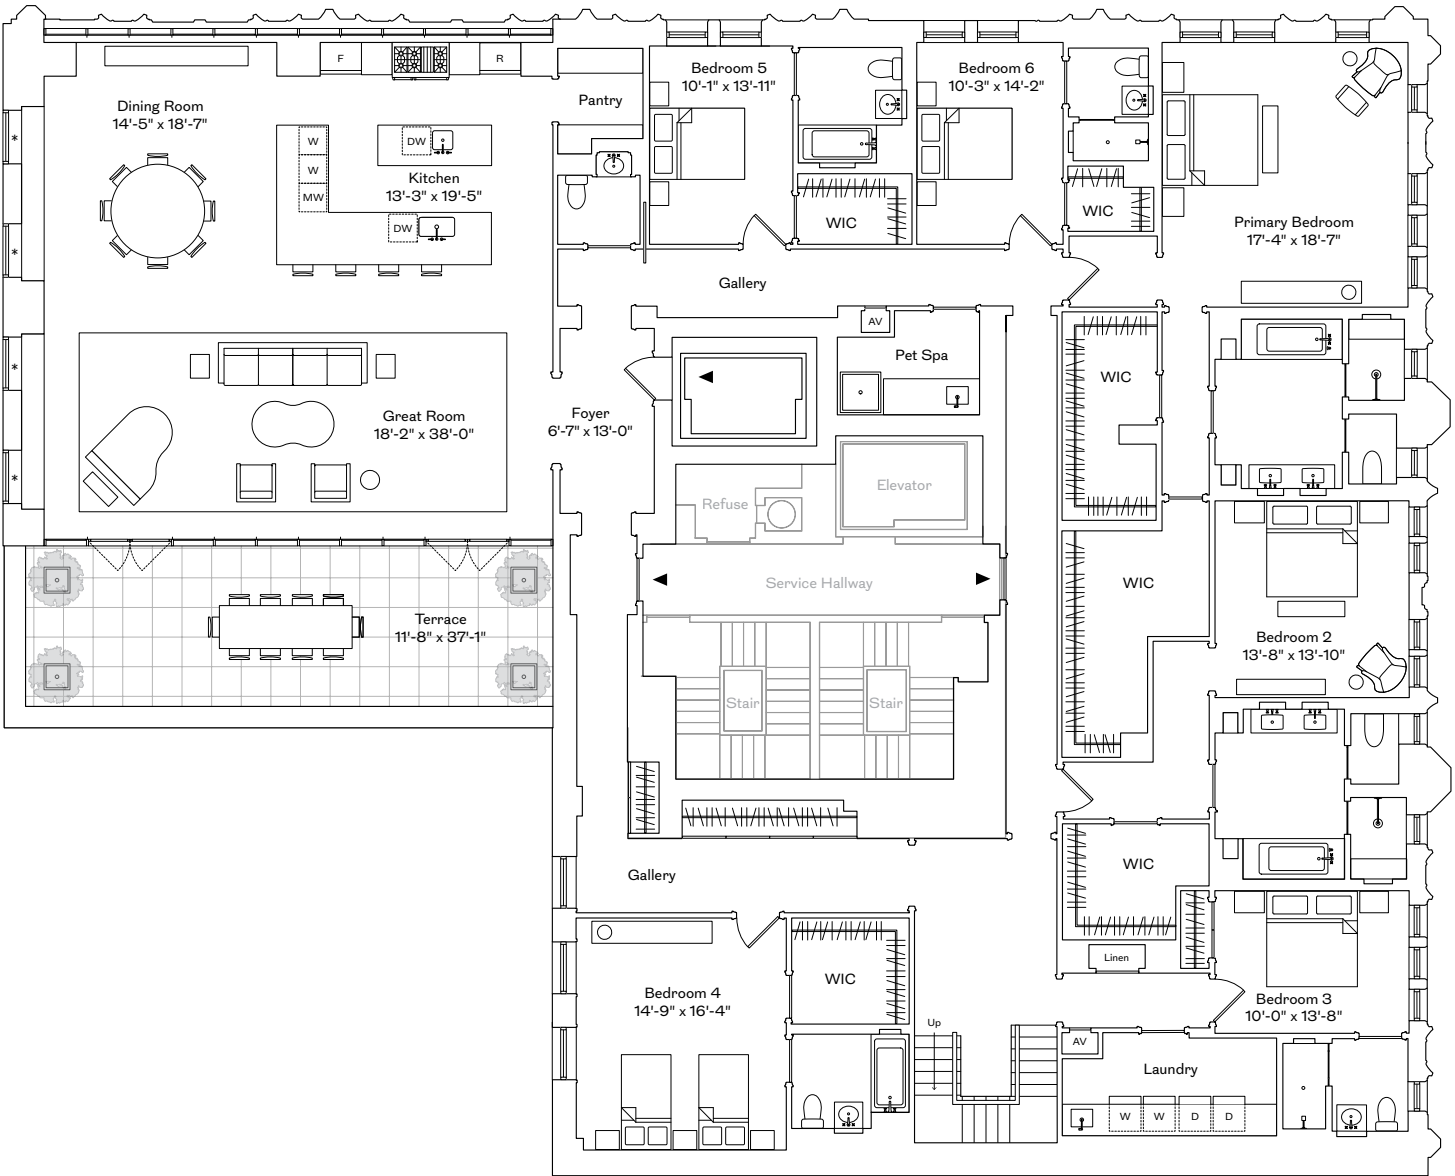 F
R
Dining Room
14'-5" x 18'-7"
Pantry
Bedroom 5
10'-1" x 13'-11"
Bedroom 6
10'-3" x 14'-2"
*
W
W
MW
DW
Kitchen
13'-3" x 19'-5"
DW
WIC
WIC
Primary Bedroom
17'-4" x 18'-7"
*
Gallery
AV
Pet Spa
WIC
*
Great Room
18'-2" x 38'-0"
Foyer
6'-7" x 13'-0"
*
Refuse
Elevator
Service Hallway
WIC
Terrace
11'-8" x 37'-1"
Bedroom 2
13'-8" x 13'-10"
Stair
Stair
Gallery
WIC
Linen
WIC
Bedroom 4
14'-9" x 16'-4"
Bedroom 3
10'-0" x 13'-8"
Up
AV
Laundry
W
W
D
D